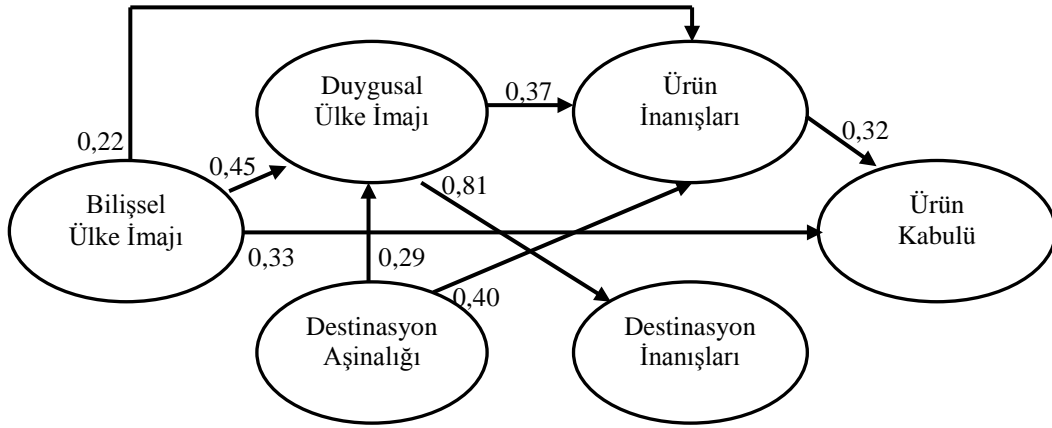 Duygusal
Ülke İmajı
0,37
Ürün
İnanışları
0,32
0,22
0,45
0,81
Bilişsel
Ülke İmajı
Ürün
Kabulü
0,33
0,29
0,40
Destinasyon
Aşinalığı
Destinasyon
İnanışları